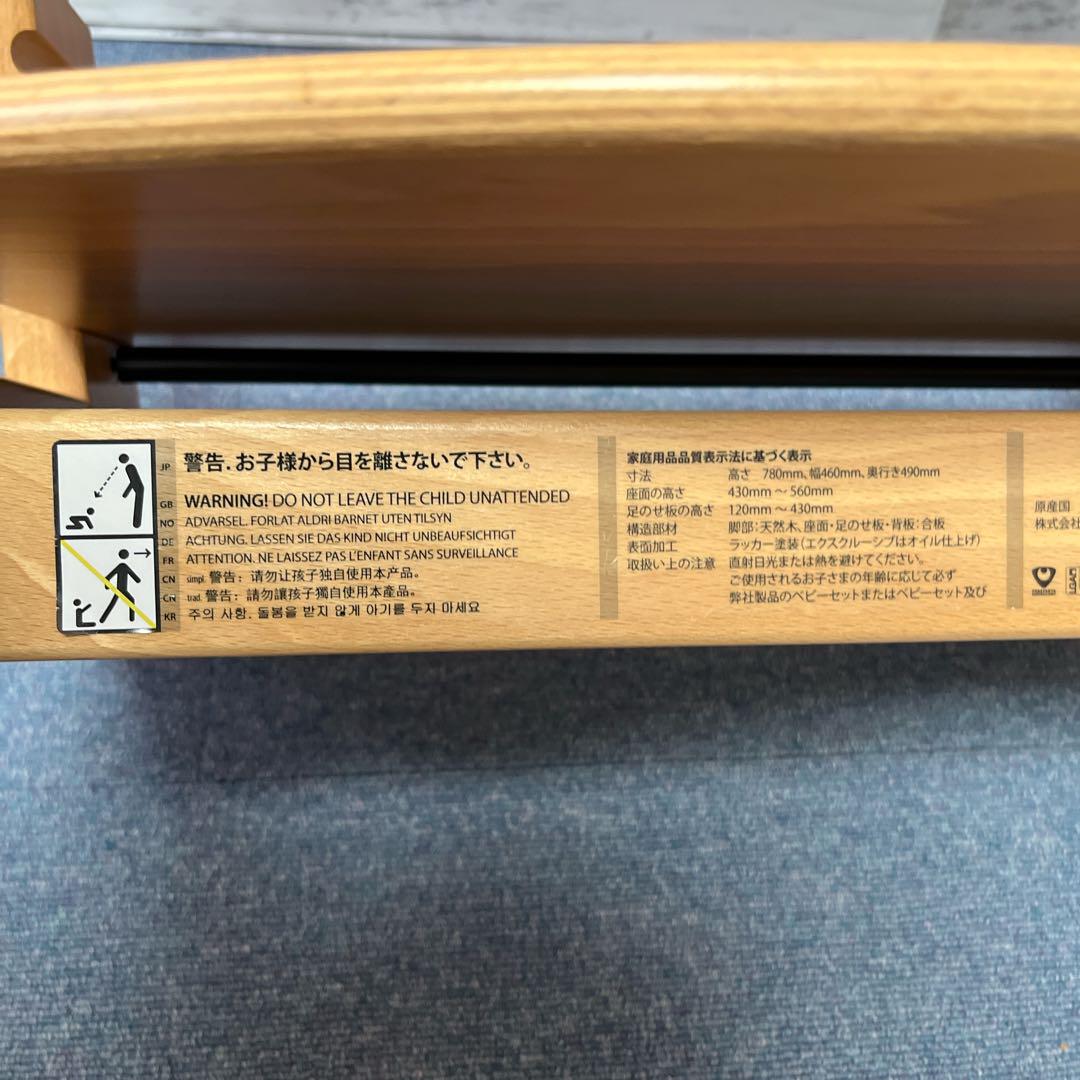 JP 警告. お子様から目を離さないで下さい。
GB WARNING! DO NOT LEAVE THE CHILD UNATTENDED
NO ADVARSEL. FORLAT ALDRI BARNET UTEN TILSYN
DE ACHTUNG. LASSEN SIE DAS KIND NICHT UNBEAUFSICHTIGT
FR ATTENTION. NE LAISSEZ PAS L'ENFANT SANS SURVEILLANCE
CN simpl. 警告：请勿让孩子独自使用本产品。
CN trad. 警告：請勿讓孩子獨自使用本產品。
KR 주의 사항. 돌봄을 받지 않게 아기를 두지 마세요
家庭用品品質表示法に基づく表示
寸法 高さ 780mm、幅460mm、奥行き490mm
座面の高さ 430mm～560mm
足のせ板の高さ 120mm～430mm
構造部材 脚部：天然木、座面・足のせ板・背板：合板
表面加工 ラッカー塗装（エクスクルーシブはオイル仕上げ）
取扱い上の注意 直射日光または熱を避けてください。
ご使用されるお子さまの年齢に応じて必ず
弊社製品のベビーセットまたはベビーセット及び
原産国
株式会社